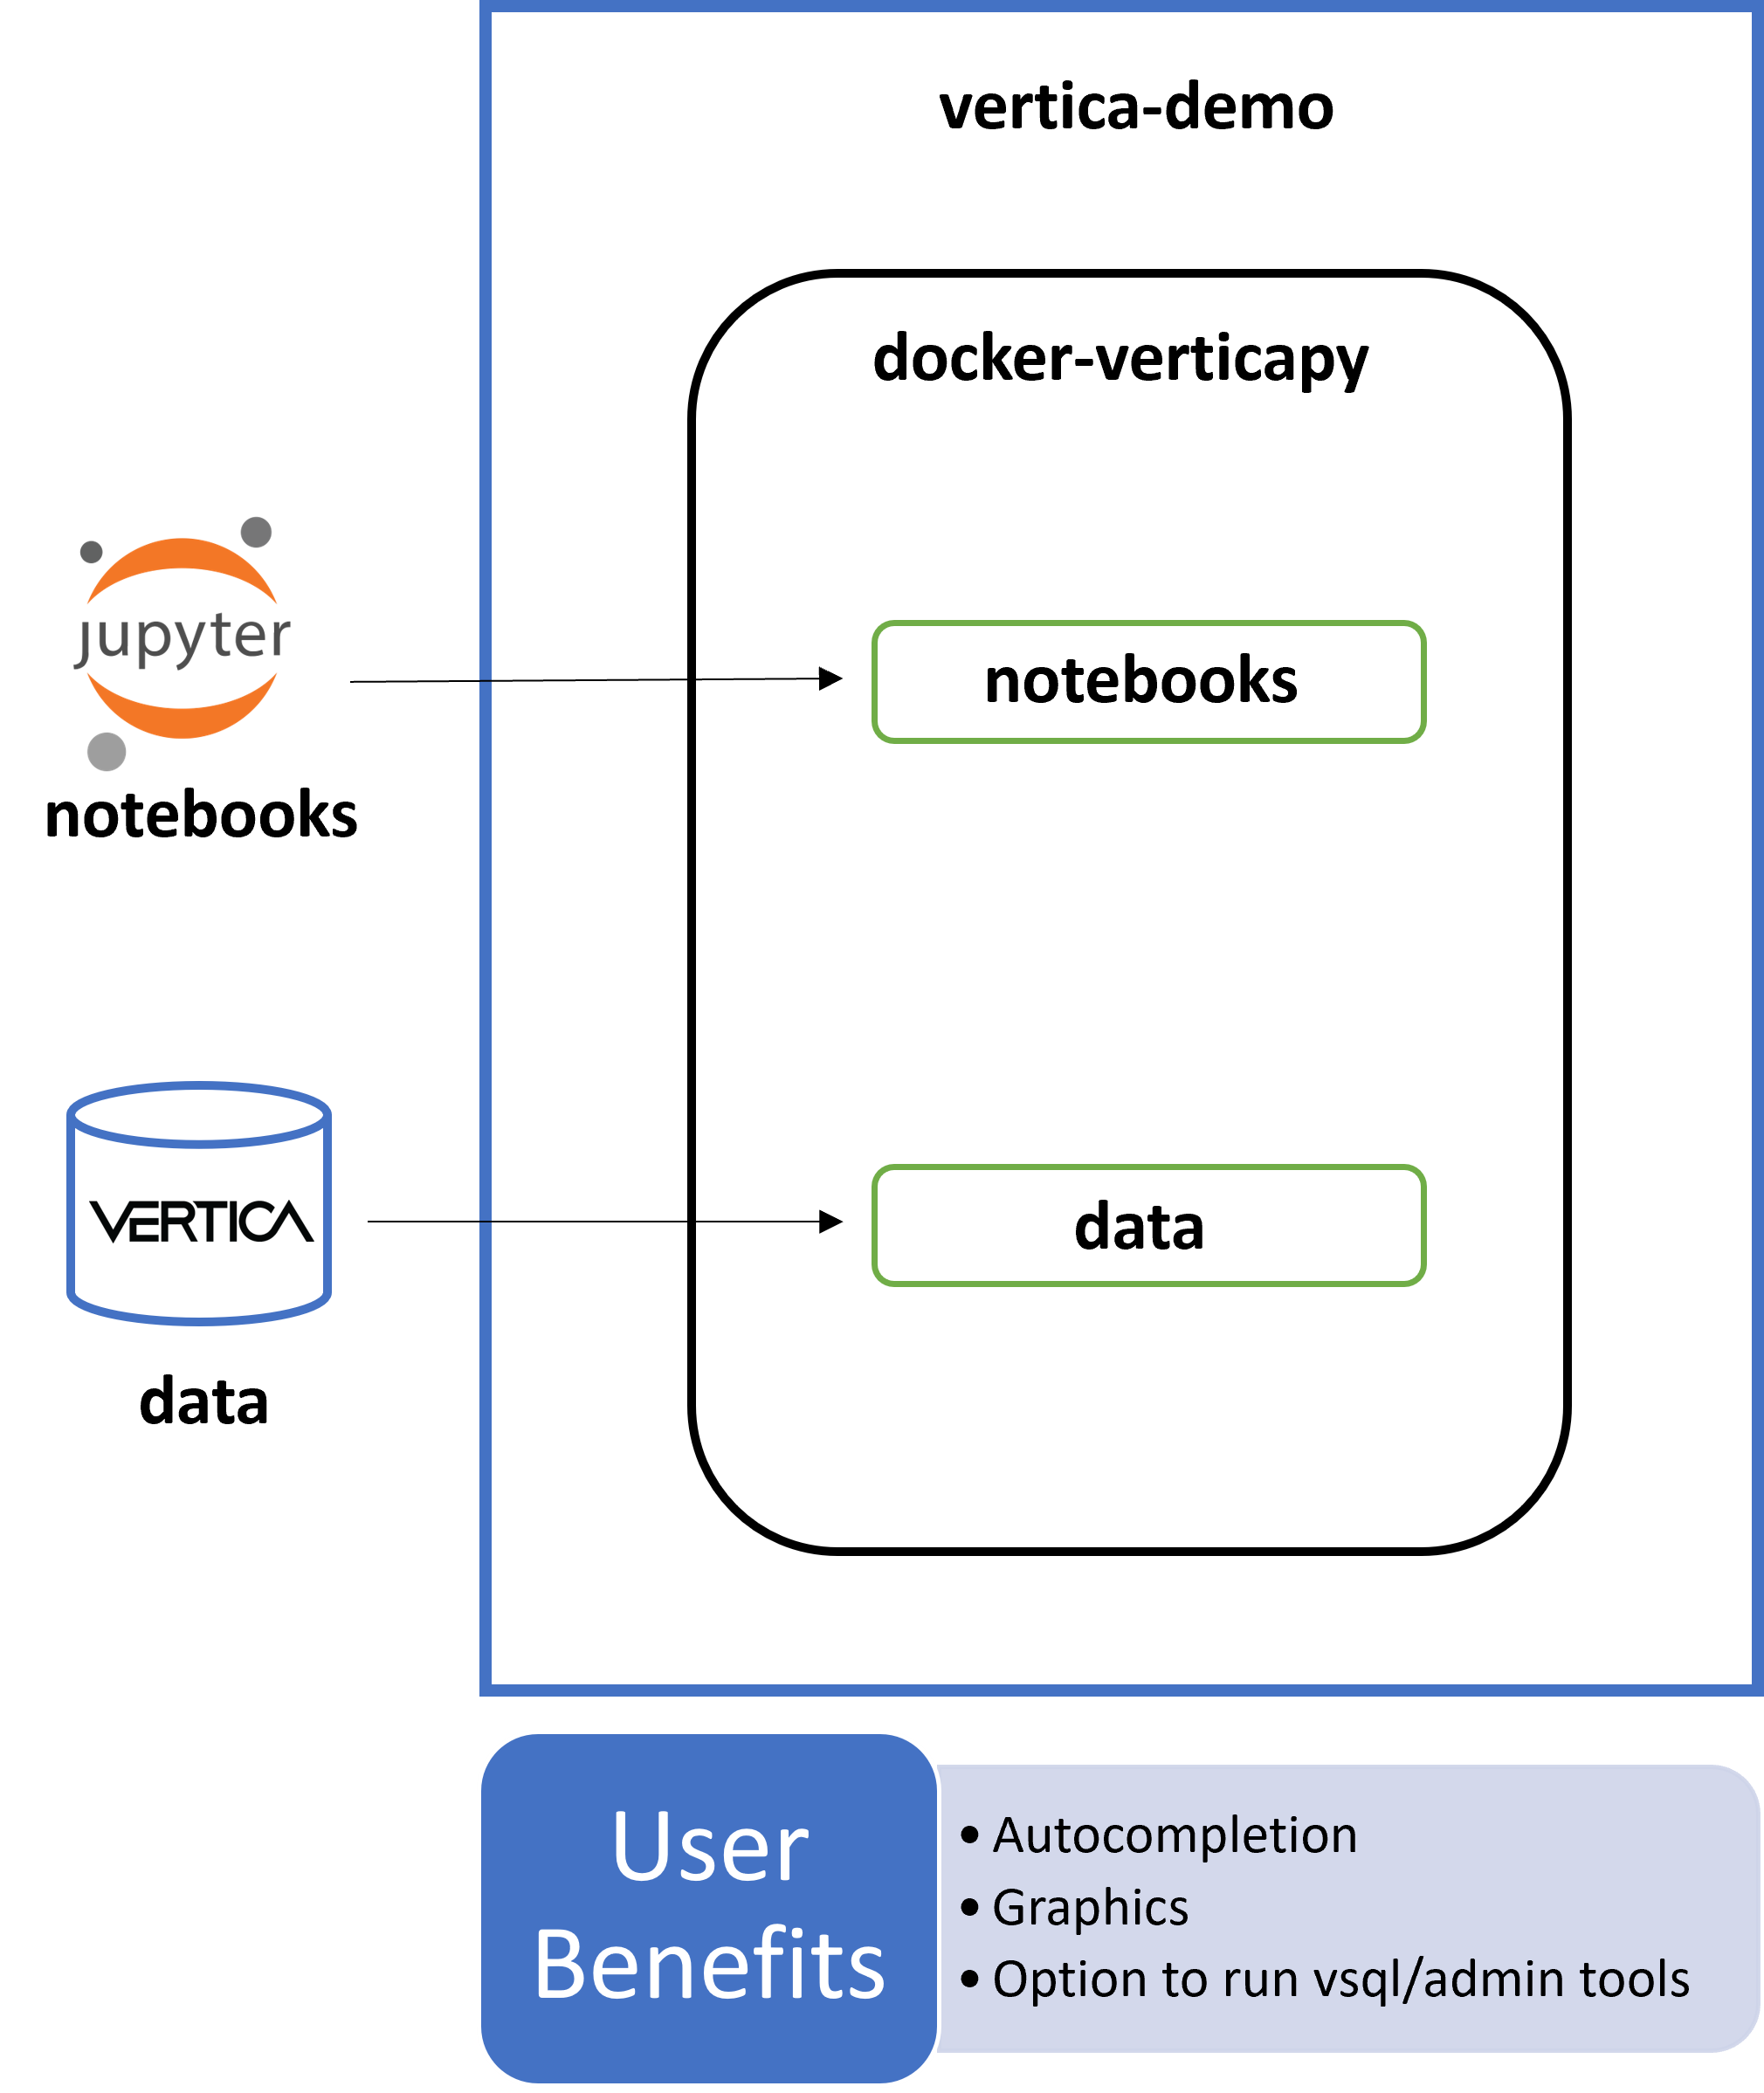 vertica-demo
docker-verticapy
jupyter
notebooks
notebooks
VERTICA
data
data
User
Benefits
• Autocompletion
• Graphics
• Option to run vsql/admin tools